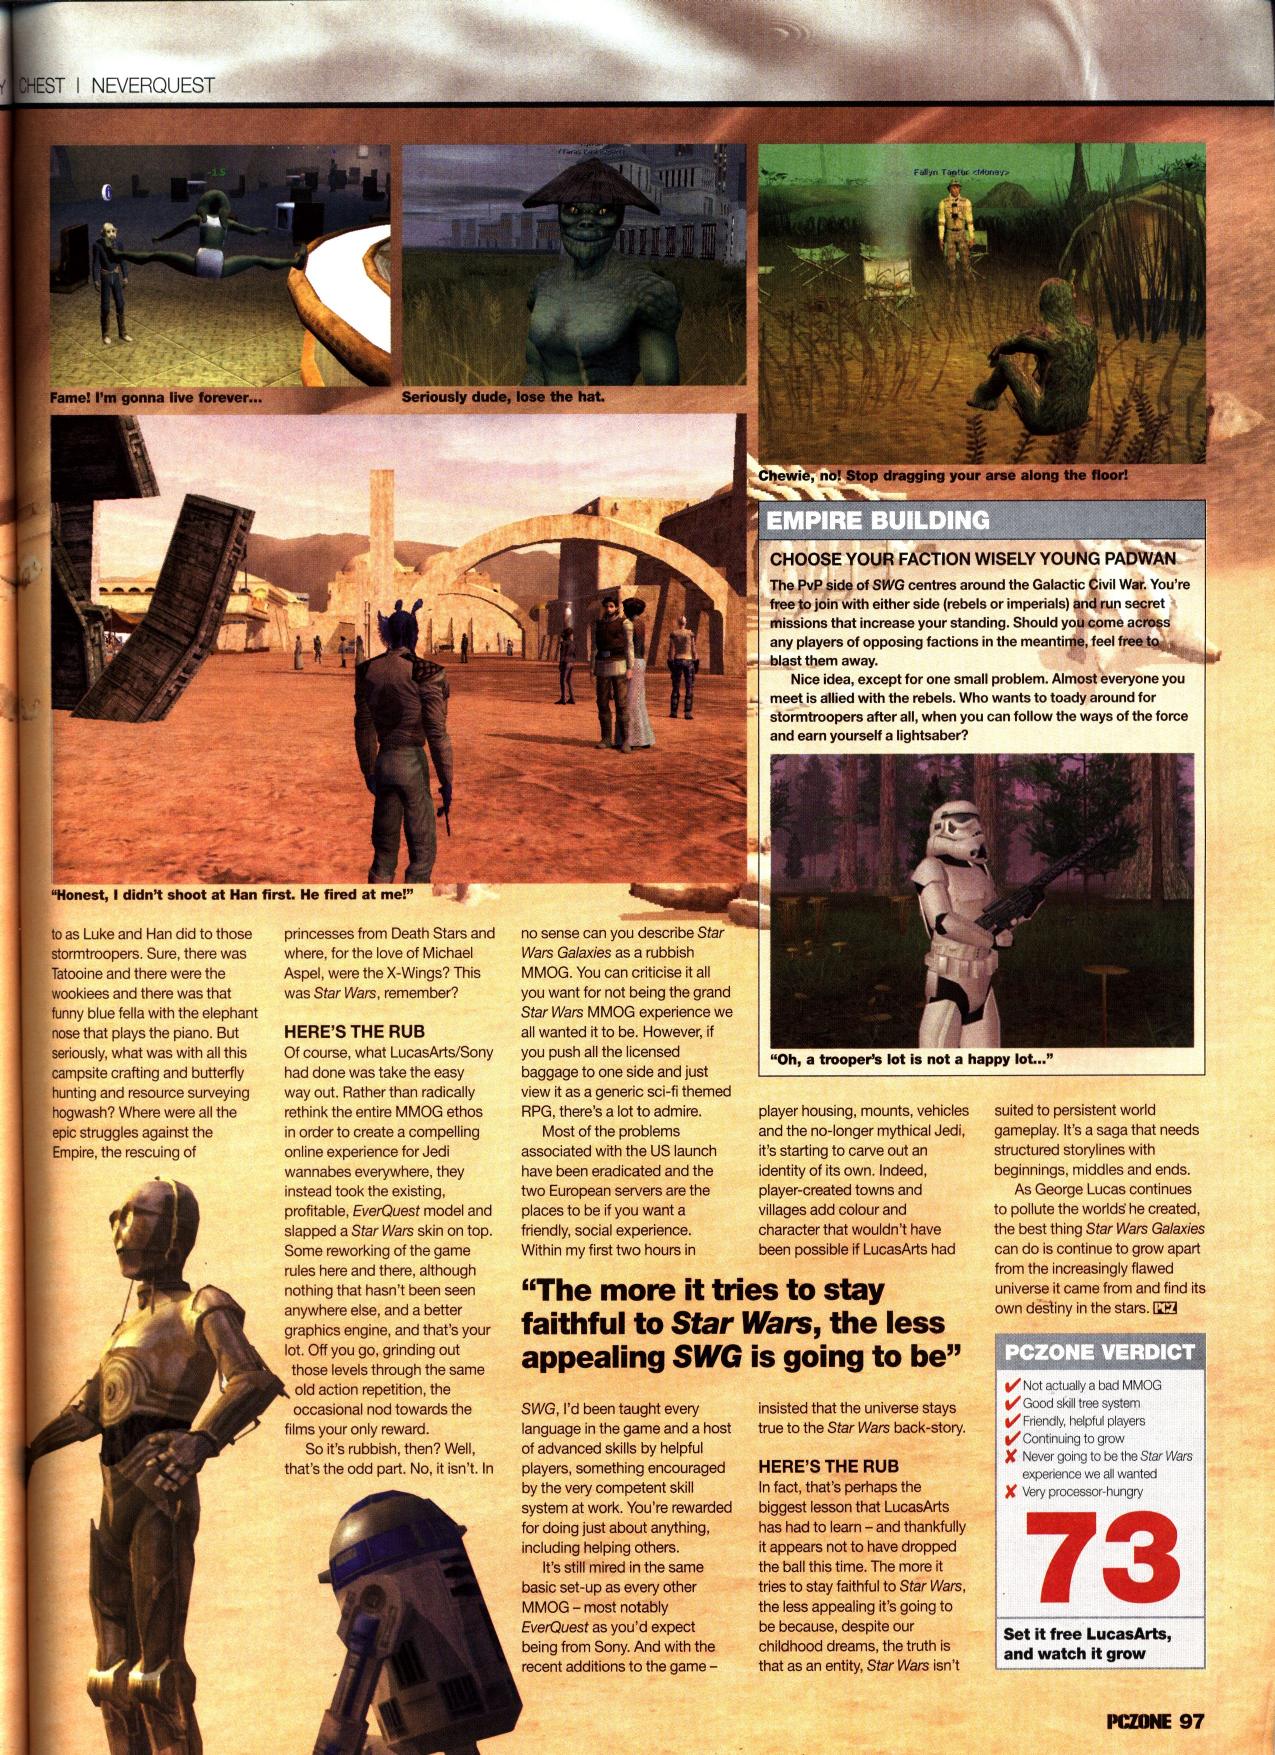 Y CHEST | NEVERQUEST
-1.5
Fallyn Tantur <Money>
Fame! I'm gonna live forever...
Seriously dude, lose the hat.
Chewie, no! Stop dragging your arse along the floor!
"Honest, I didn't shoot at Han first. He fired at me!"
EMPIRE BUILDING
CHOOSE YOUR FACTION WISELY YOUNG PADWAN
The PvP side of SWG centres around the Galactic Civil War. You're
free to join with either side (rebels or imperials) and run secret
missions that increase your standing. Should you come across
any players of opposing factions in the meantime, feel free to
blast them away.
Nice idea, except for one small problem. Almost everyone you
meet is allied with the rebels. Who wants to toady around for
stormtroopers after all, when you can follow the ways of the force
and earn yourself a lightsaber?
"Oh, a trooper's lot is not a happy lot..."
to as Luke and Han did to those
stormtroopers. Sure, there was
Tatooine and there were the
wookiees and there was that
funny blue fella with the elephant
nose that plays the piano. But
seriously, what was with all this
campsite crafting and butterfly
hunting and resource surveying
hogwash? Where were all the
epic struggles against the
Empire, the rescuing of
princesses from Death Stars and
where, for the love of Michael
Aspel, were the X-Wings? This
was Star Wars, remember?
HERE'S THE RUB
Of course, what LucasArts/Sony
had done was take the easy
way out. Rather than radically
rethink the entire MMOG ethos
in order to create a compelling
online experience for Jedi
wannabes everywhere, they
instead took the existing,
profitable, EverQuest model and
slapped a Star Wars skin on top.
Some reworking of the game
rules here and there, although
nothing that hasn't been seen
anywhere else, and a better
graphics engine, and that's your
lot. Off you go, grinding out
those levels through the same
old action repetition, the
occasional nod towards the
films your only reward.
So it's rubbish, then? Well,
that's the odd part. No, it isn't. In
no sense can you describe Star
Wars Galaxies as a rubbish
MMOG. You can criticise it all
you want for not being the grand
Star Wars MMOG experience we
all wanted it to be. However, if
you push all the licensed
baggage to one side and just
view it as a generic sci-fi themed
RPG, there's a lot to admire.
Most of the problems
associated with the US launch
have been eradicated and the
two European servers are the
places to be if you want a
friendly, social experience.
Within my first two hours in
"The more it tries to stay
faithful to Star Wars, the less
appealing SWG is going to be"
SWG, I'd been taught every
language in the game and a host
of advanced skills by helpful
players, something encouraged
by the very competent skill
system at work. You're rewarded
for doing just about anything,
including helping others.
It's still mired in the same
basic set-up as every other
MMOG – most notably
EverQuest as you'd expect
being from Sony. And with the
recent additions to the game –
player housing, mounts, vehicles
and the no-longer mythical Jedi,
it's starting to carve out an
identity of its own. Indeed,
player-created towns and
villages add colour and
character that wouldn't have
been possible if LucasArts had
insisted that the universe stays
true to the Star Wars back-story.
HERE'S THE RUB
In fact, that's perhaps the
biggest lesson that LucasArts
has had to learn – and thankfully
it appears not to have dropped
the ball this time. The more it
tries to stay faithful to Star Wars,
the less appealing it's going to
be because, despite our
childhood dreams, the truth is
that as an entity, Star Wars isn't
suited to persistent world
gameplay. It's a saga that needs
structured storylines with
beginnings, middles and ends.
As George Lucas continues
to pollute the worlds he created,
the best thing Star Wars Galaxies
can do is continue to grow apart
from the increasingly flawed
universe it came from and find its
own destiny in the stars. PCZ
PCZONE VERDICT
✓ Not actually a bad MMOG
✓ Good skill tree system
✓ Friendly, helpful players
✓ Continuing to grow
✗ Never going to be the Star Wars
experience we all wanted
✗ Very processor-hungry
73
Set it free LucasArts,
and watch it grow
PCZONE 97